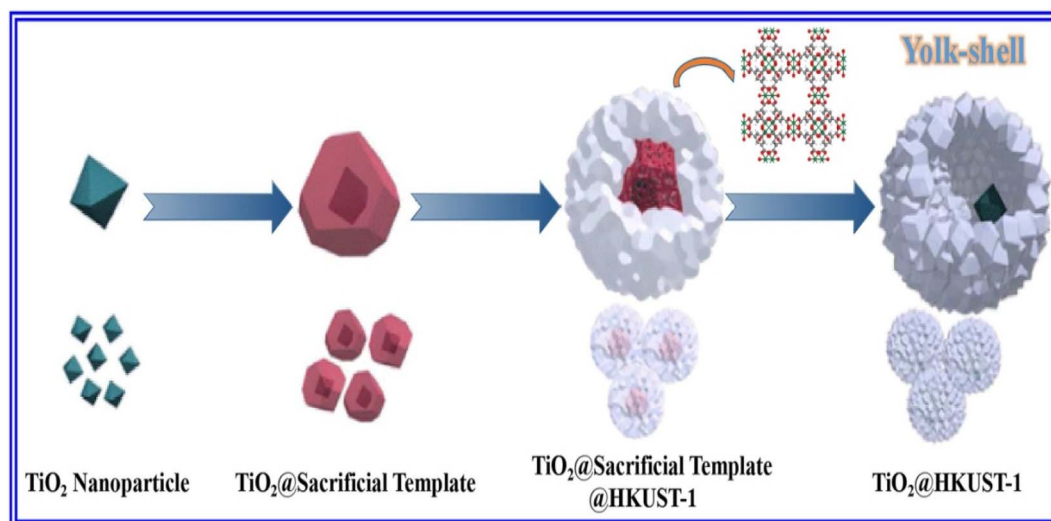 Yolk-shell
TiO₂ Nanoparticle
TiO₂@Sacrificial Template
TiO₂@Sacrificial Template
@HKUST-1
TiO₂@HKUST-1